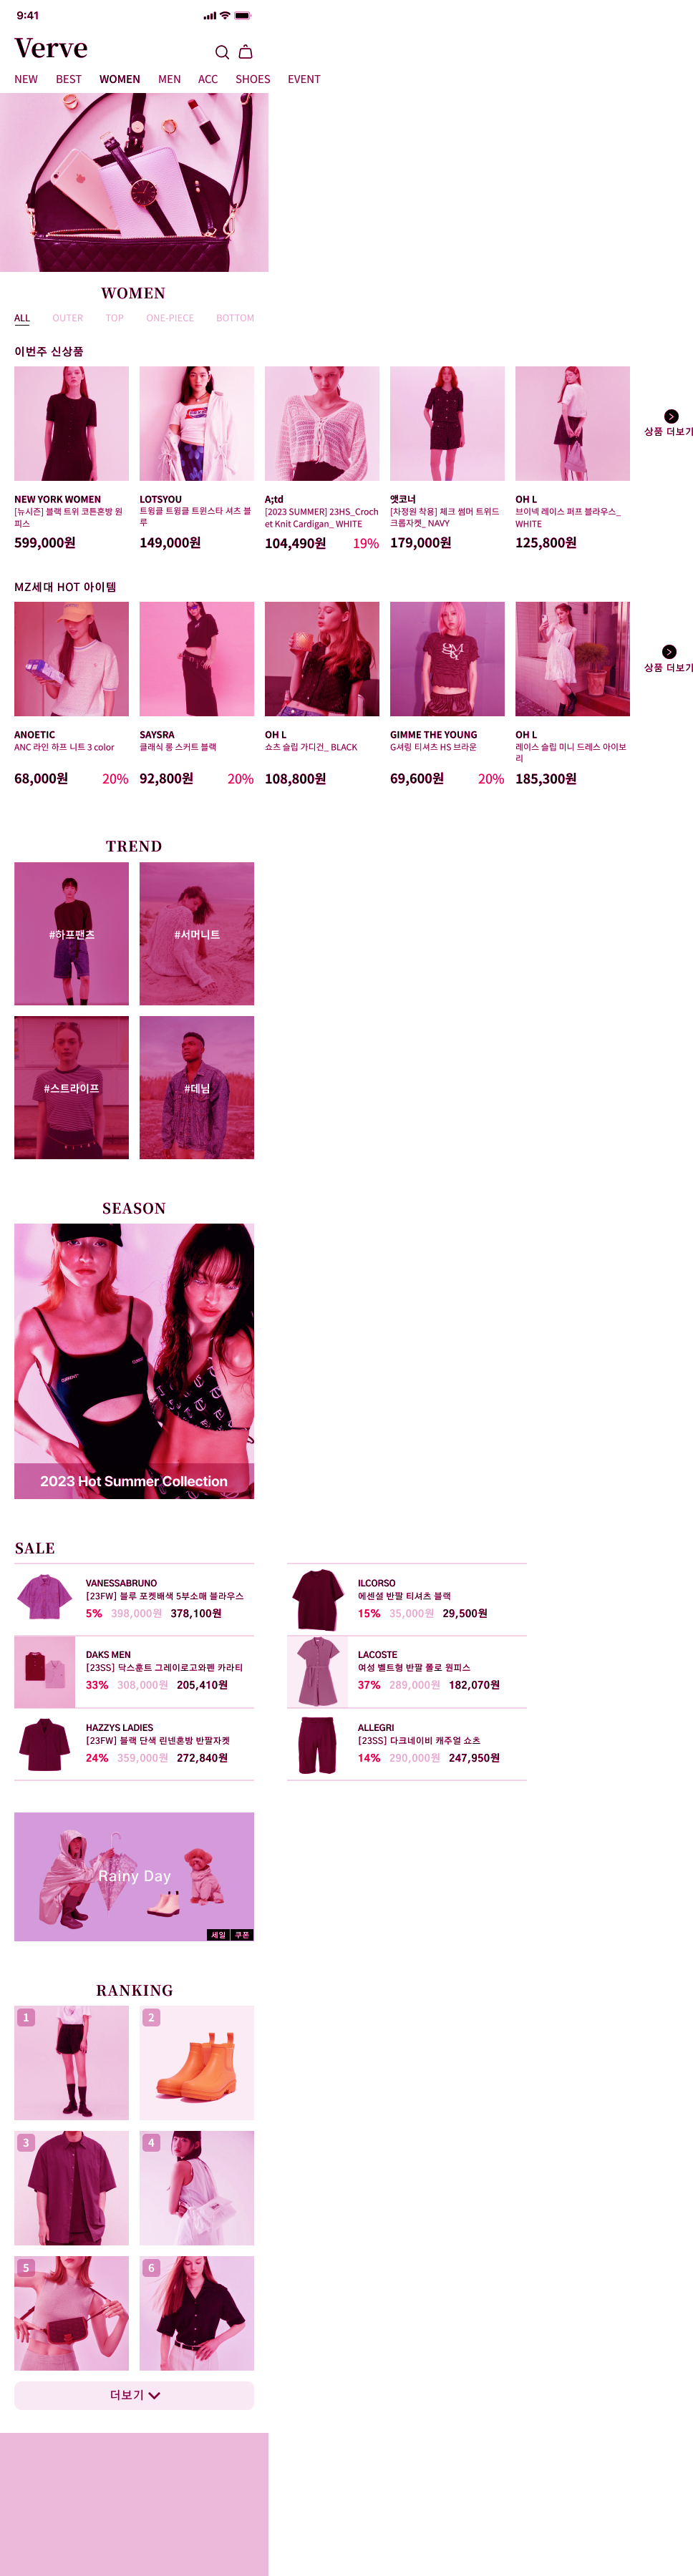 9:41
Verve
NEW BEST WOMEN MEN ACC SHOES EVENT
WOMEN
ALL OUTER TOP ONE-PIECE BOTTOM
이번주 신상품
NEW YORK WOMEN
[뉴시즌] 블랙 트위 코튼혼방 원
피스
599,000원
LOTSYOU
트윙클 트윙클 트윈스타 셔츠 블
루
149,000원
A;td
[2023 SUMMER] 23HS_Croch
et Knit Cardigan_ WHITE
104,490원 19%
앳코너
[차정원 착용] 체크 썸머 트위드
크롭자켓_ NAVY
179,000원
OH L
브이넥 레이스 퍼프 블라우스_
WHITE
125,800원
상품 더보기
MZ세대 HOT 아이템
ANOETIC
ANC 라인 하프 니트 3 color
68,000원 20%
SAYSRA
클래식 롱 스커트 블랙
92,800원 20%
OH L
쇼츠 슬립 가디건_ BLACK
108,800원
GIMME THE YOUNG
G셔링 티셔츠 HS 브라운
69,600원 20%
OH L
레이스 슬립 미니 드레스 아이보
리
185,300원
상품 더보기
TREND
#하프팬츠
#서머니트
#스트라이프
#데님
SEASON
2023 Hot Summer Collection
SALE
VANESSABRUNO
[23FW] 블루 포켓배색 5부소매 블라우스
5% 398,000원 378,100원
DAKS MEN
[23SS] 닥스훈트 그레이로고와펜 카라티
33% 308,000원 205,410원
HAZZYS LADIES
[23FW] 블랙 단색 린넨혼방 반팔자켓
24% 359,000원 272,840원
ILCORSO
에센셜 반팔 티셔츠 블랙
15% 35,000원 29,500원
LACOSTE
여성 벨트형 반팔 폴로 원피스
37% 289,000원 182,070원
ALLEGRI
[23SS] 다크네이비 캐주얼 쇼츠
14% 290,000원 247,950원
Rainy Day
세일 쿠폰
RANKING
1
2
3
4
5
6
더보기